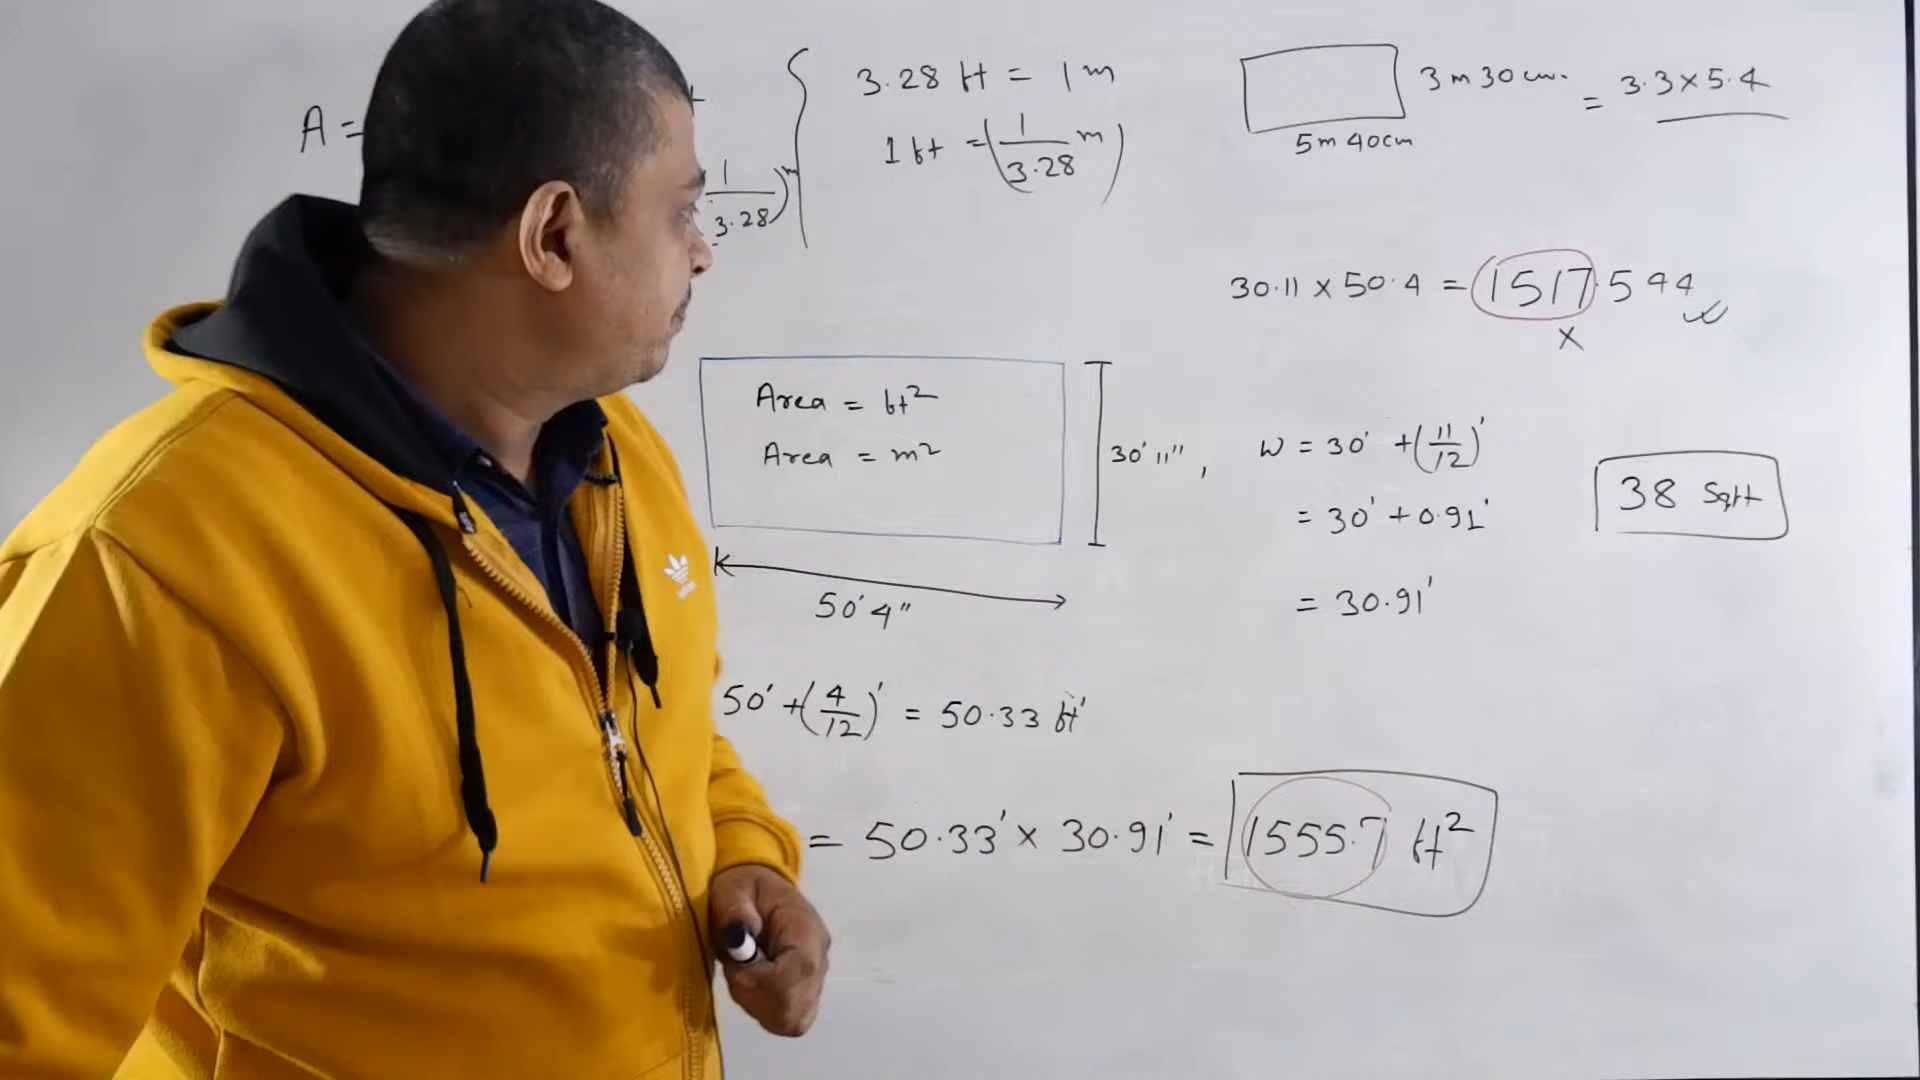 A =
(1/3.28)m
3.28 ft = 1 m
1 ft = (1/3.28 m)
3 m 30 cm.
= 3.3 × 5.4
5 m 40 cm
30.11 × 50.4 = 1517.544
×
Area = ft²
Area = m²
30' 11",
50' 4"
W = 30' + (11/12)'
= 30' + 0.91'
= 30.91'
38 Sqft
50' + (4/12)' = 50.33 ft'
= 50.33' × 30.91' = 1555.7 ft²